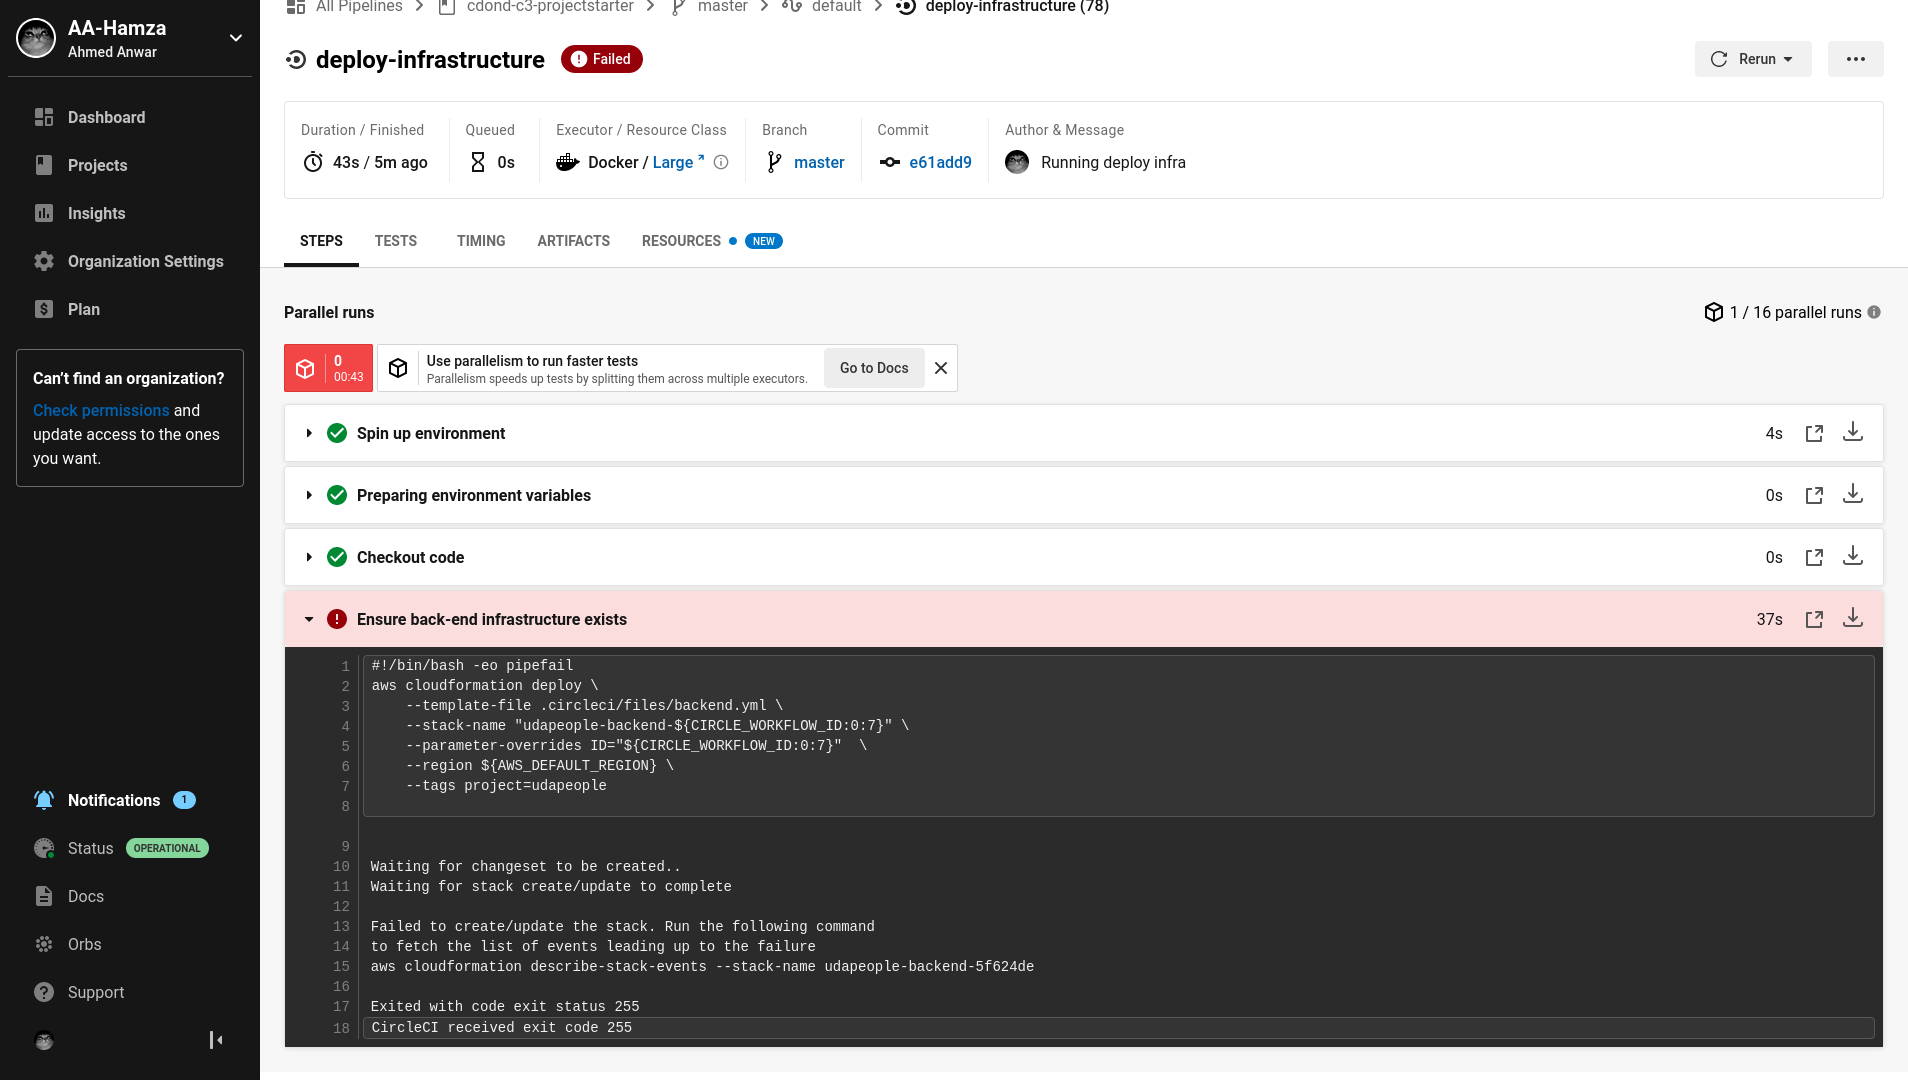 AA-Hamza
Ahmed Anwar
Dashboard
Projects
Insights
Organization Settings
Plan
Can't find an organization?
Check permissions and
update access to the ones
you want.
Notifications 1
Status OPERATIONAL
Docs
Orbs
Support
All Pipelines
cdond-c3-projectstarter
master
default
deploy-infrastructure (78)
deploy-infrastructure
Failed
Rerun
Duration / Finished
43s / 5m ago
Queued
0s
Executor / Resource Class
Docker / Large
Branch
master
Commit
e61add9
Author & Message
Running deploy infra
STEPS
TESTS
TIMING
ARTIFACTS
RESOURCES
NEW
Parallel runs
1 / 16 parallel runs
0
00:43
Use parallelism to run faster tests
Parallelism speeds up tests by splitting them across multiple executors.
Go to Docs
Spin up environment
4s
Preparing environment variables
0s
Checkout code
0s
Ensure back-end infrastructure exists
37s
1 #!/bin/bash -eo pipefail
2 aws cloudformation deploy \
3     --template-file .circleci/files/backend.yml \
4     --stack-name "udapeople-backend-${CIRCLE_WORKFLOW_ID:0:7}" \
5     --parameter-overrides ID="${CIRCLE_WORKFLOW_ID:0:7}"  \
6     --region ${AWS_DEFAULT_REGION} \
7     --tags project=udapeople
8
9
10 Waiting for changeset to be created..
11 Waiting for stack create/update to complete
12
13 Failed to create/update the stack. Run the following command
14 to fetch the list of events leading up to the failure
15 aws cloudformation describe-stack-events --stack-name udapeople-backend-5f624de
16
17 Exited with code exit status 255
18 CircleCI received exit code 255